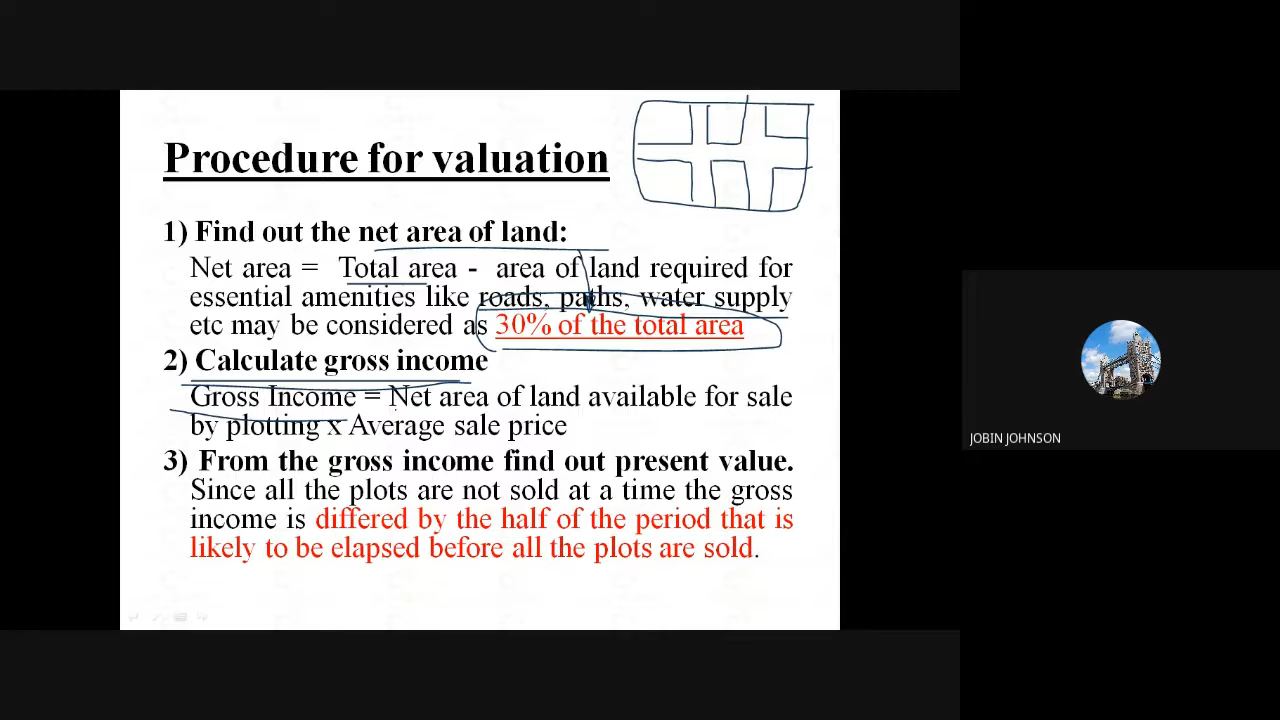 Procedure for valuation
1) Find out the net area of land:
Net area = Total area - area of land required for
essential amenities like roads, paths, water supply
etc may be considered as 30% of the total area
2) Calculate gross income
Gross Income = Net area of land available for sale
by plotting x Average sale price
3) From the gross income find out present value.
Since all the plots are not sold at a time the gross
income is differed by the half of the period that is
likely to be elapsed before all the plots are sold.
JOBIN JOHNSON